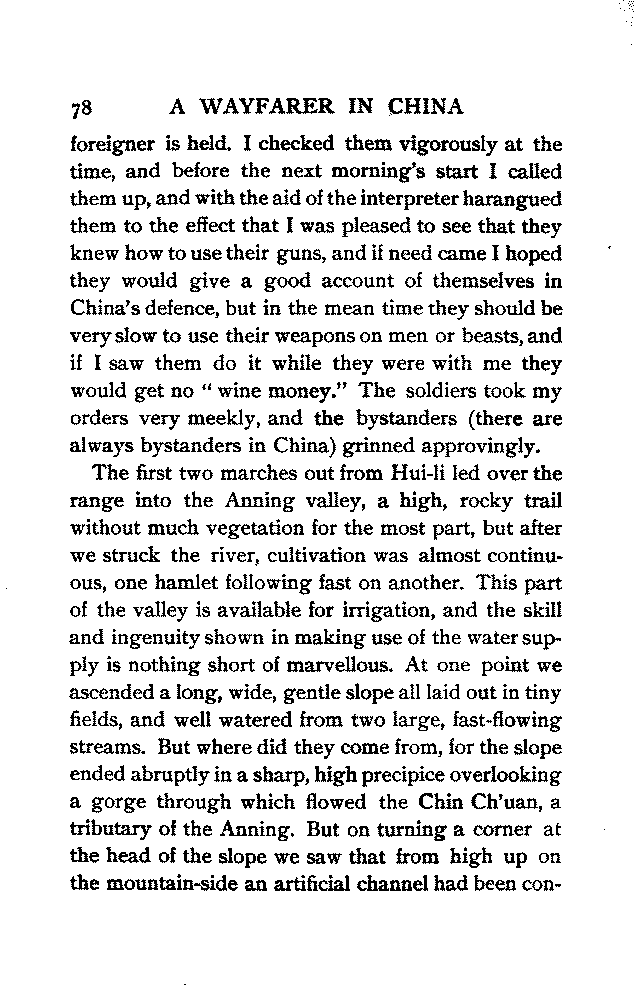 78 A WAYFARER IN CHINA
foreigner is held. I checked them vigorously at the
time, and before the next morning's start I called
them up, and with the aid of the interpreter harangued
them to the effect that I was pleased to see that they
knew how to use their guns, and if need came I hoped
they would give a good account of themselves in
China's defence, but in the mean time they should be
very slow to use their weapons on men or beasts, and
if I saw them do it while they were with me they
would get no " wine money." The soldiers took my
orders very meekly, and the bystanders (there are
always bystanders in China) grinned approvingly.
The first two marches out from Hui-li led over the
range into the Anning valley, a high, rocky trail
without much vegetation for the most part, but after
we struck the river, cultivation was almost continu-
ous, one hamlet following fast on another. This part
of the valley is available for irrigation, and the skill
and ingenuity shown in making use of the water sup-
ply is nothing short of marvellous. At one point we
ascended a long, wide, gentle slope all laid out in tiny
fields, and well watered from two large, fast-flowing
streams. But where did they come from, for the slope
ended abruptly in a sharp, high precipice overlooking
a gorge through which flowed the Chin Ch'uan, a
tributary of the Anning. But on turning a corner at
the head of the slope we saw that from high up on
the mountain-side an artificial channel had been con-